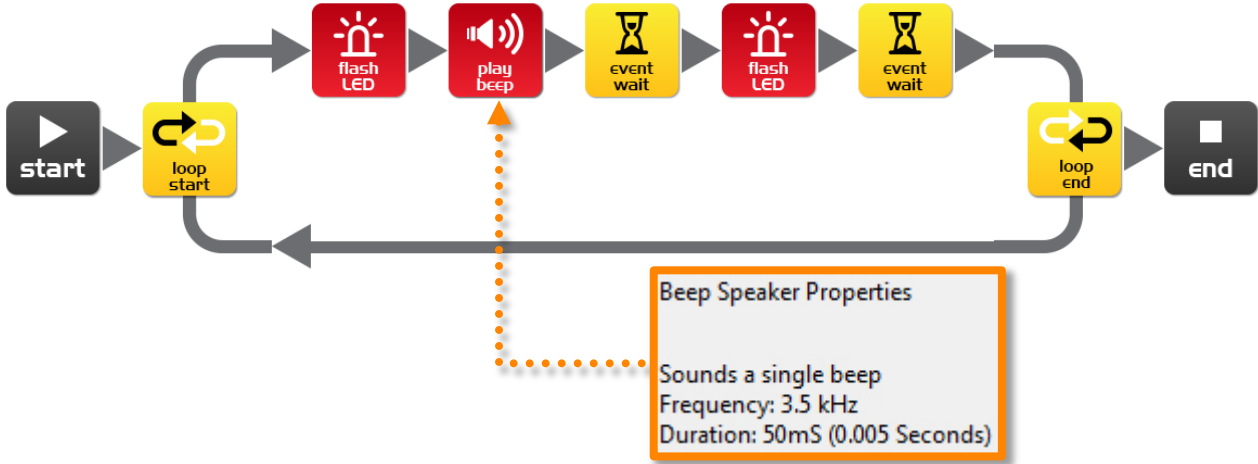 flash
LED
play
beep
event
wait
flash
LED
event
wait
start
loop
start
loop
end
end
Beep Speaker Properties
Sounds a single beep
Frequency: 3.5 kHz
Duration: 50mS (0.005 Seconds)